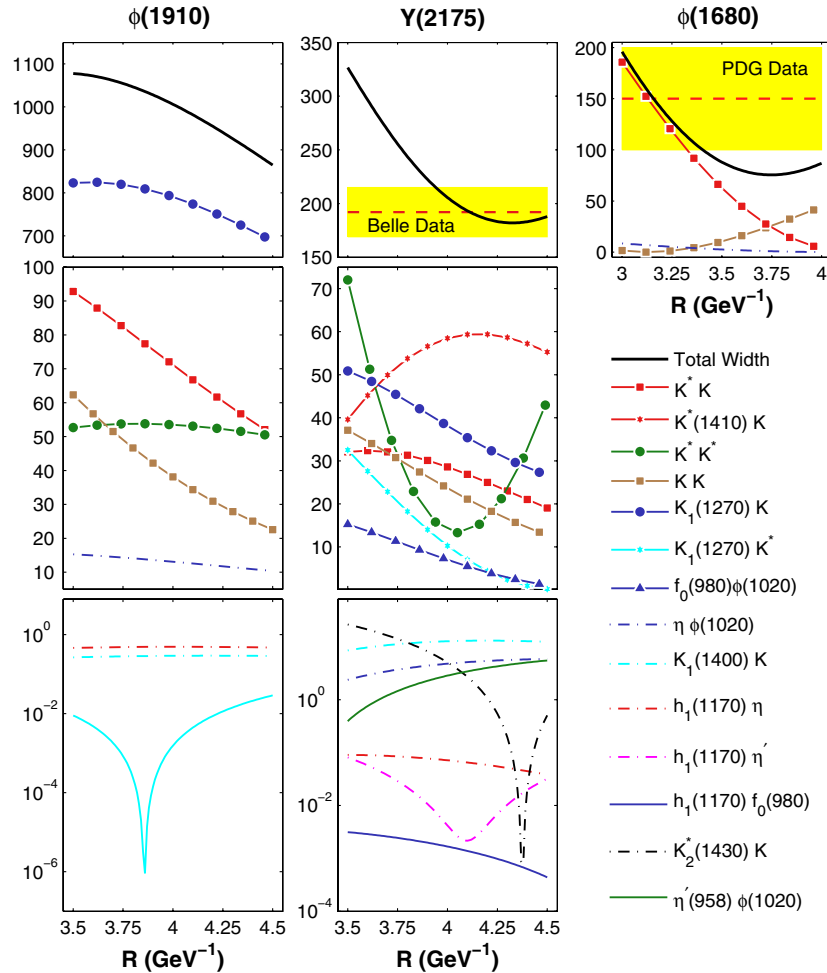 ϕ(1910)
Y(2175)
ϕ(1680)
1100
1000
900
800
700
350
300
250
200
150
Belle Data
200
150
100
50
0
PDG Data
3 3.25 3.5 3.75 4
R (GeV⁻¹)
100
90
80
70
60
50
40
30
20
10
70
60
50
40
30
20
10
10⁰
10⁻²
10⁻⁴
10⁻⁶
3.5 3.75 4 4.25 4.5
R (GeV⁻¹)
10⁰
10⁻²
10⁻⁴
3.5 3.75 4 4.25 4.5
R (GeV⁻¹)
Total Width
K* K
K*(1410) K
K* K*
K K
K₁(1270) K
K₁(1270) K*
f₀(980)ϕ(1020)
η ϕ(1020)
K₁(1400) K
h₁(1170) η
h₁(1170) η′
h₁(1170) f₀(980)
K₂*(1430) K
η′(958) ϕ(1020)